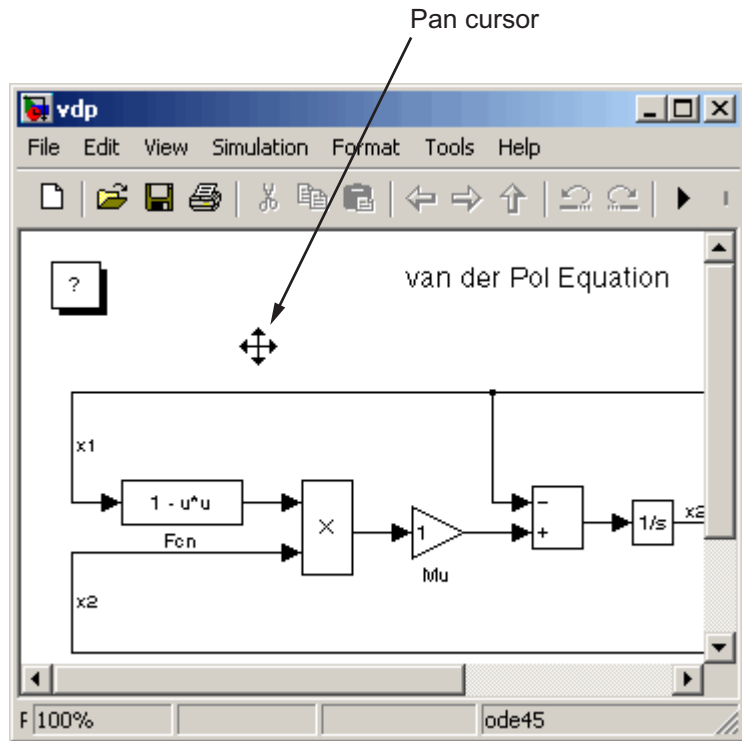 Pan cursor
vdp
File Edit View Simulation Format Tools Help
?
van der Pol Equation
x1
1 - u*u
Fcn
×
1
Mu
−
+
1/s
x2
x2
100%
ode45